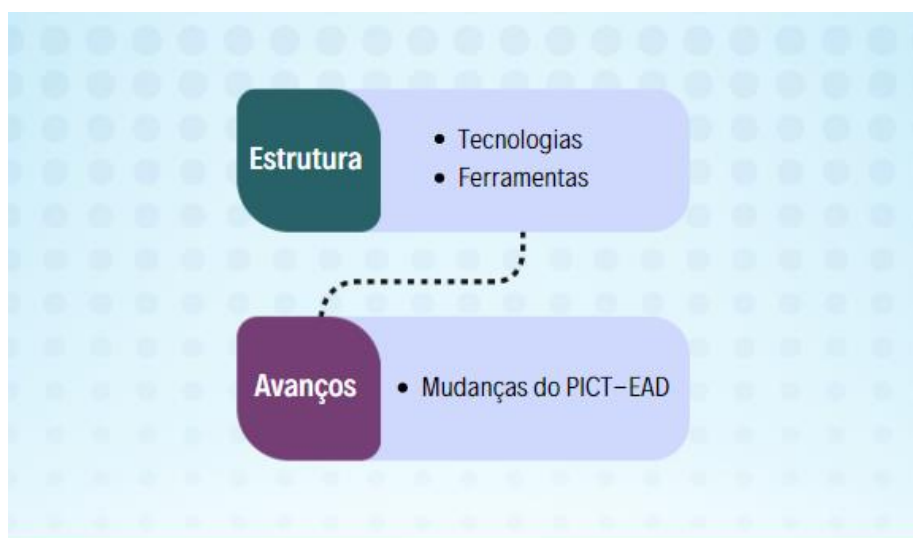 Estrutura
• Tecnologias
• Ferramentas
Avanços
• Mudanças do PICT–EAD